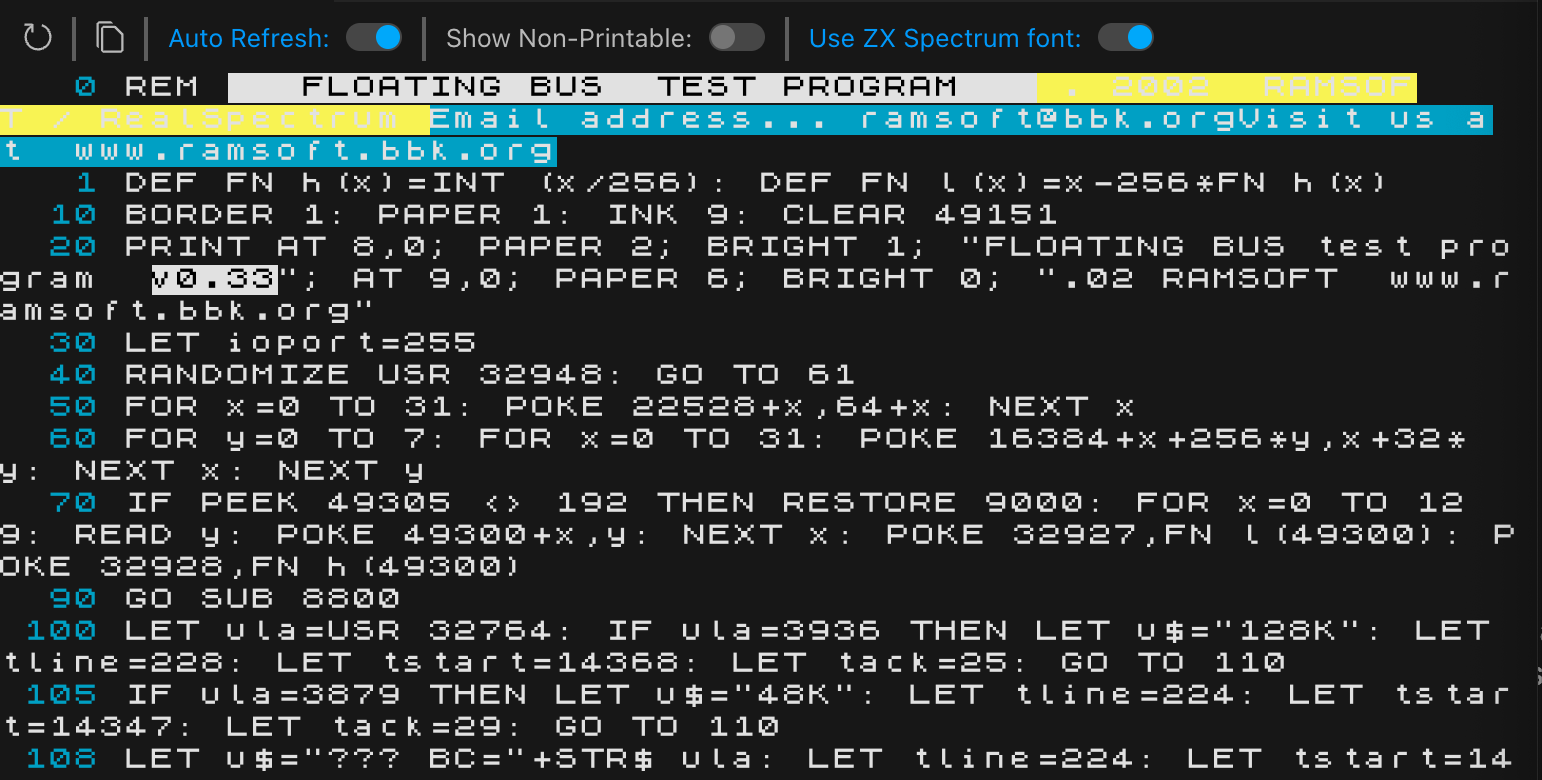 Auto Refresh: Show Non-Printable: Use ZX Spectrum font:
0 REM FLOATING BUS TEST PROGRAM . 2002 RAMSOF
T / RealSpectrum Email address... ramsoft@bbk.orgVisit us a
t www.ramsoft.bbk.org
1 DEF FN h(x)=INT (x/256): DEF FN l(x)=x-256*FN h(x)
10 BORDER 1: PAPER 1: INK 9: CLEAR 49151
20 PRINT AT 8,0; PAPER 2; BRIGHT 1; "FLOATING BUS test pro
gram v0.33"; AT 9,0; PAPER 6; BRIGHT 0; ".02 RAMSOFT www.r
amsoft.bbk.org"
30 LET ioport=255
40 RANDOMIZE USR 32948: GO TO 61
50 FOR x=0 TO 31: POKE 22528+x,64+x: NEXT x
60 FOR y=0 TO 7: FOR x=0 TO 31: POKE 16384+x+256*y,x+32*
y: NEXT x: NEXT y
70 IF PEEK 49305 <> 192 THEN RESTORE 9000: FOR x=0 TO 12
9: READ y: POKE 49300+x,y: NEXT x: POKE 32927,FN l(49300): P
OKE 32928,FN h(49300)
90 GO SUB 8800
100 LET ula=USR 32764: IF ula=3936 THEN LET u$="128K": LET
tline=228: LET tstart=14368: LET tack=25: GO TO 110
105 IF ula=3879 THEN LET u$="48K": LET tline=224: LET tstar
t=14347: LET tack=29: GO TO 110
108 LET u$="??? BC="+STR$ ula: LET tline=224: LET tstart=14